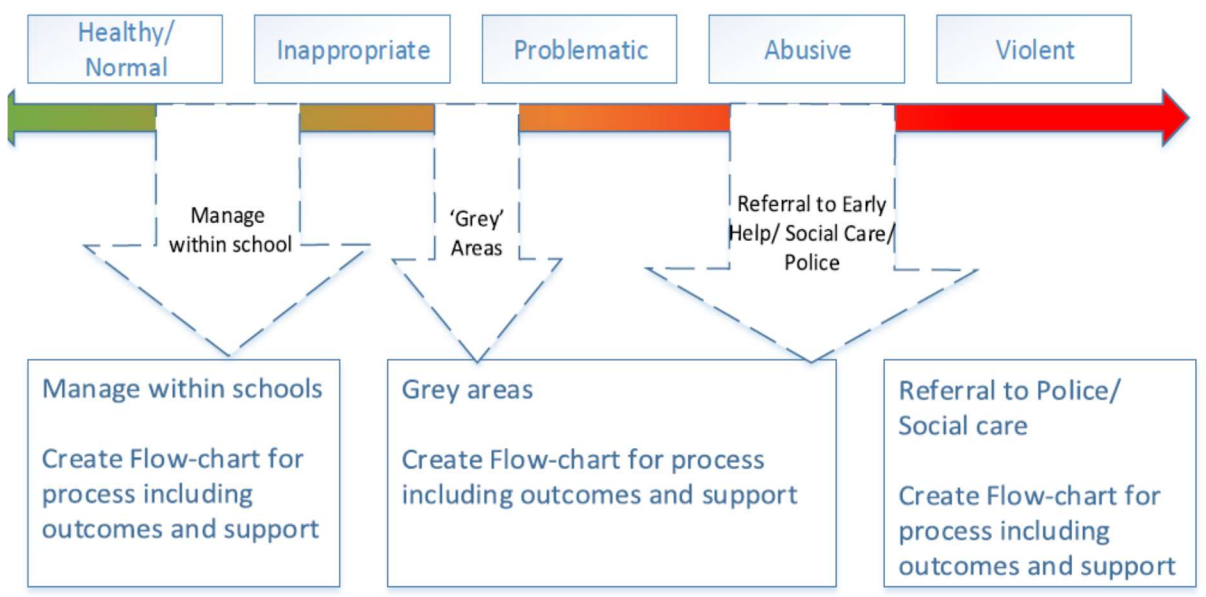 Healthy/
Normal
Inappropriate
Problematic
Abusive
Violent
Manage
within school
‘Grey’
Areas
Referral to Early
Help/ Social Care/
Police
Manage within schools
Create Flow-chart for
process including
outcomes and support
Grey areas
Create Flow-chart for process
including outcomes and support
Referral to Police/
Social care
Create Flow-chart for
process including
outcomes and support